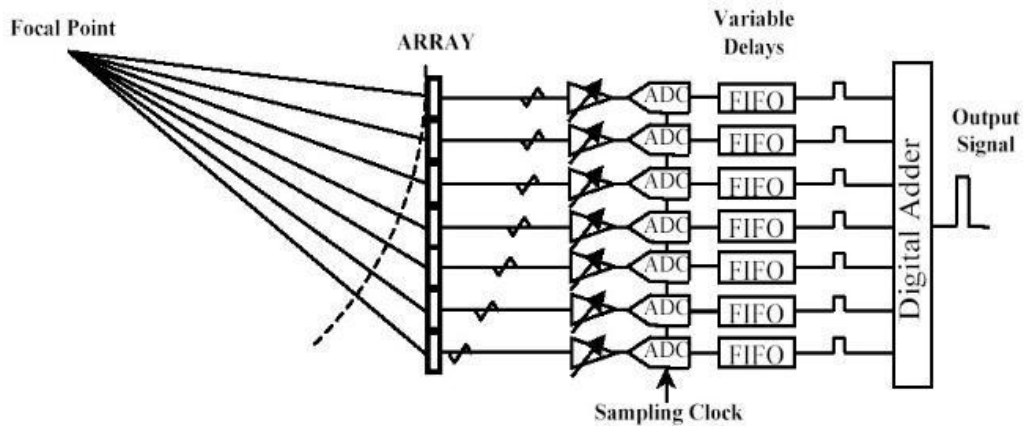 Focal Point
ARRAY
Variable
Delays
ADC FIFO
ADC FIFO
ADC FIFO
ADC FIFO
ADC FIFO
ADC FIFO
ADC FIFO
Digital Adder
Output
Signal
Sampling Clock